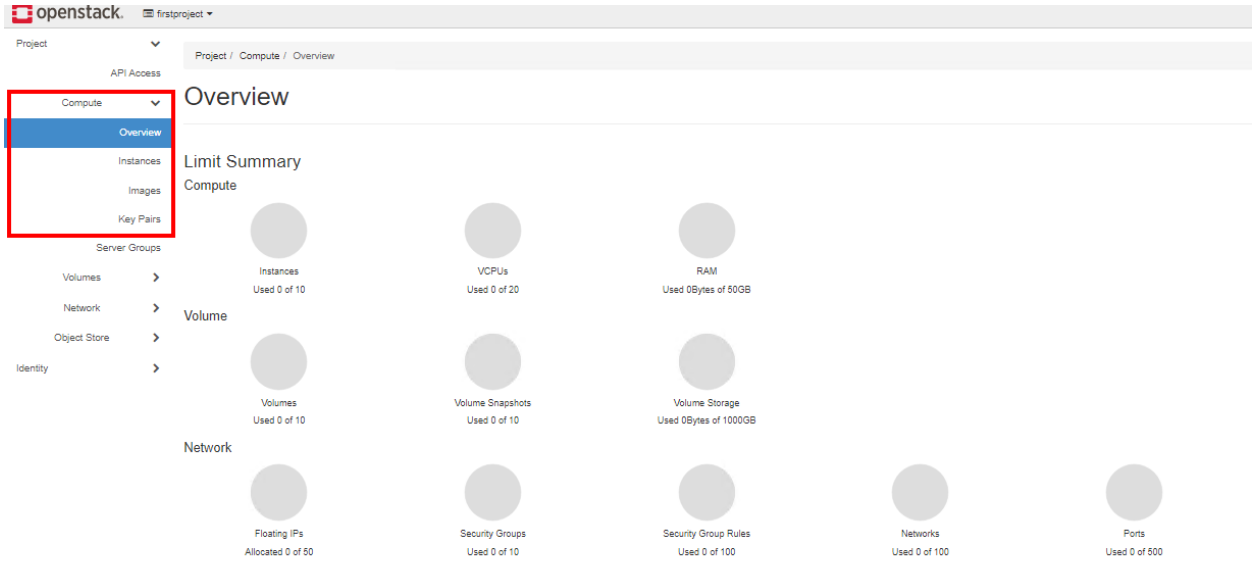 openstack. firstproject
Project
API Access
Compute
Overview
Instances
Images
Key Pairs
Server Groups
Volumes
Network
Object Store
Identity
Project / Compute / Overview
Overview
Limit Summary
Compute
Instances VCPUs RAM
Used 0 of 10 Used 0 of 20 Used 0Bytes of 50GB
Volume
Volumes Volume Snapshots Volume Storage
Used 0 of 10 Used 0 of 10 Used 0Bytes of 1000GB
Network
Floating IPs Security Groups Security Group Rules Networks Ports
Allocated 0 of 50 Used 0 of 10 Used 0 of 100 Used 0 of 100 Used 0 of 500